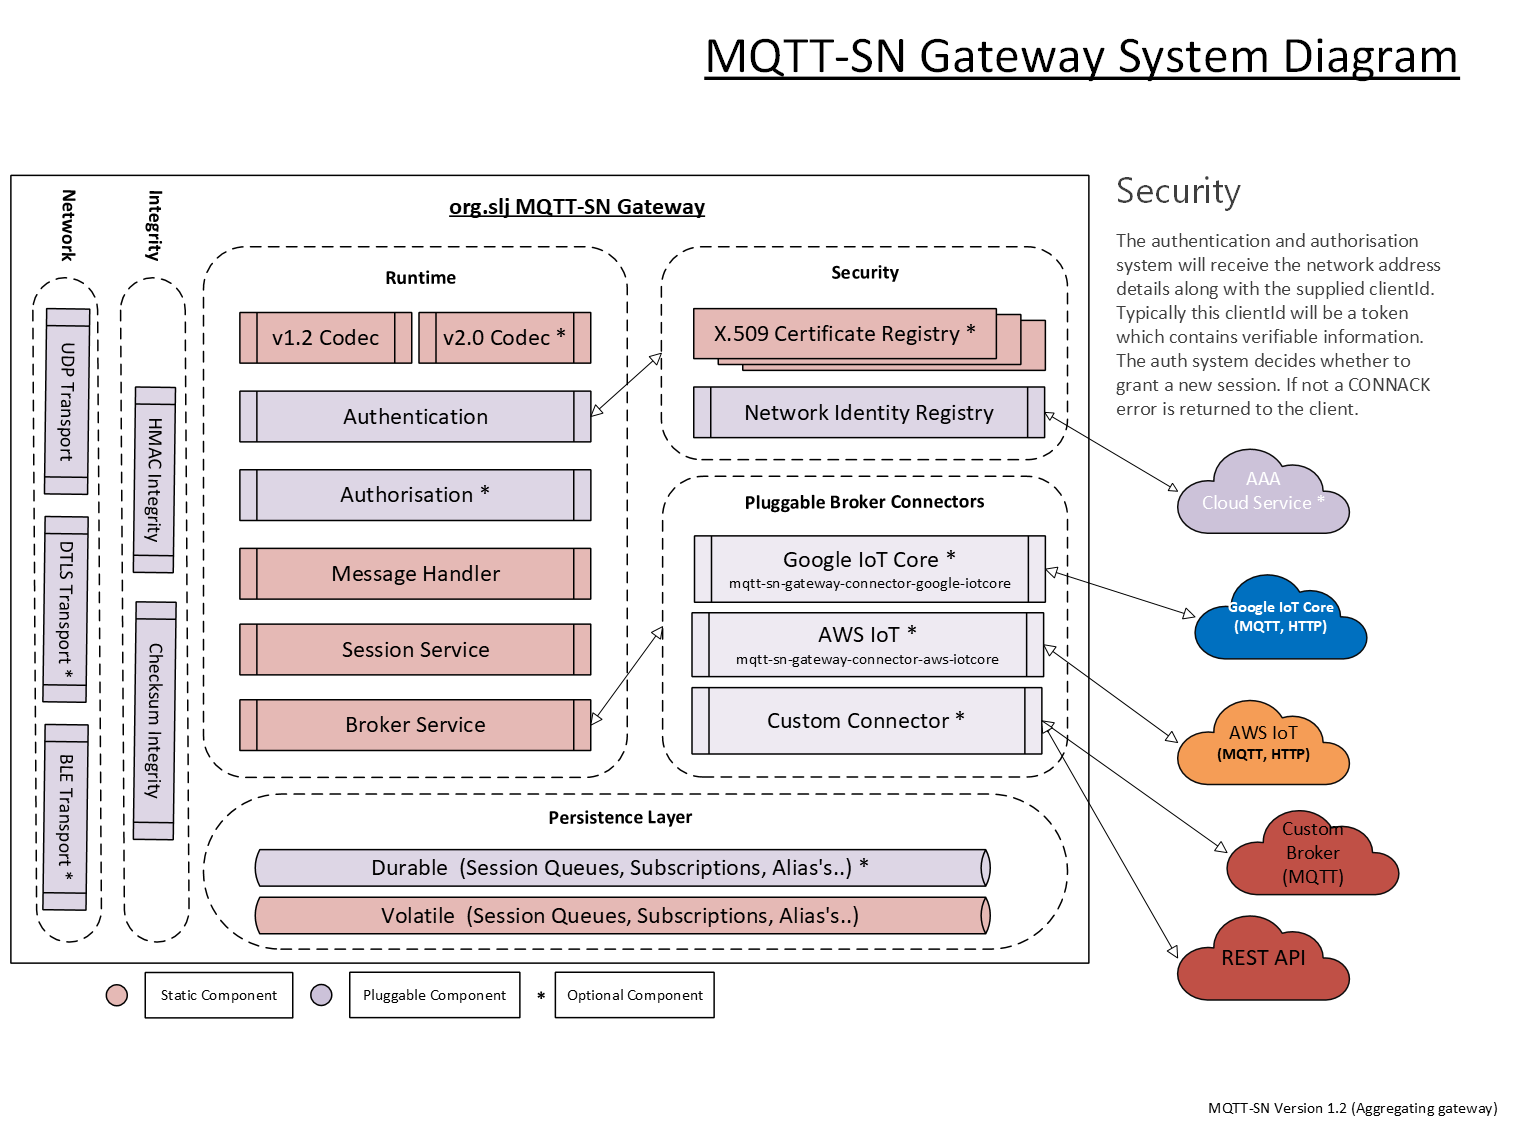 MQTT-SN Gateway System Diagram
org.slj MQTT-SN Gateway
Network
UDP Transport
DTLS Transport *
BLE Transport *
Integrity
HMAC Integrity
Checksum Integrity
Runtime
v1.2 Codec
v2.0 Codec *
Authentication
Authorisation *
Message Handler
Session Service
Broker Service
Security
X.509 Certificate Registry *
Network Identity Registry
Pluggable Broker Connectors
Google IoT Core *
mqtt-sn-gateway-connector-google-iotcore
AWS IoT *
mqtt-sn-gateway-connector-aws-iotcore
Custom Connector *
Persistence Layer
Durable (Session Queues, Subscriptions, Alias's..) *
Volatile (Session Queues, Subscriptions, Alias's..)
Security
The authentication and authorisation
system will receive the network address
details along with the supplied clientId.
Typically this clientId will be a token
which contains verifiable information.
The auth system decides whether to
grant a new session. If not a CONNACK
error is returned to the client.
AAA
Cloud Service *
Google IoT Core
(MQTT, HTTP)
AWS IoT
(MQTT, HTTP)
Custom
Broker
(MQTT)
REST API
Static Component
Pluggable Component
* Optional Component
MQTT-SN Version 1.2 (Aggregating gateway)